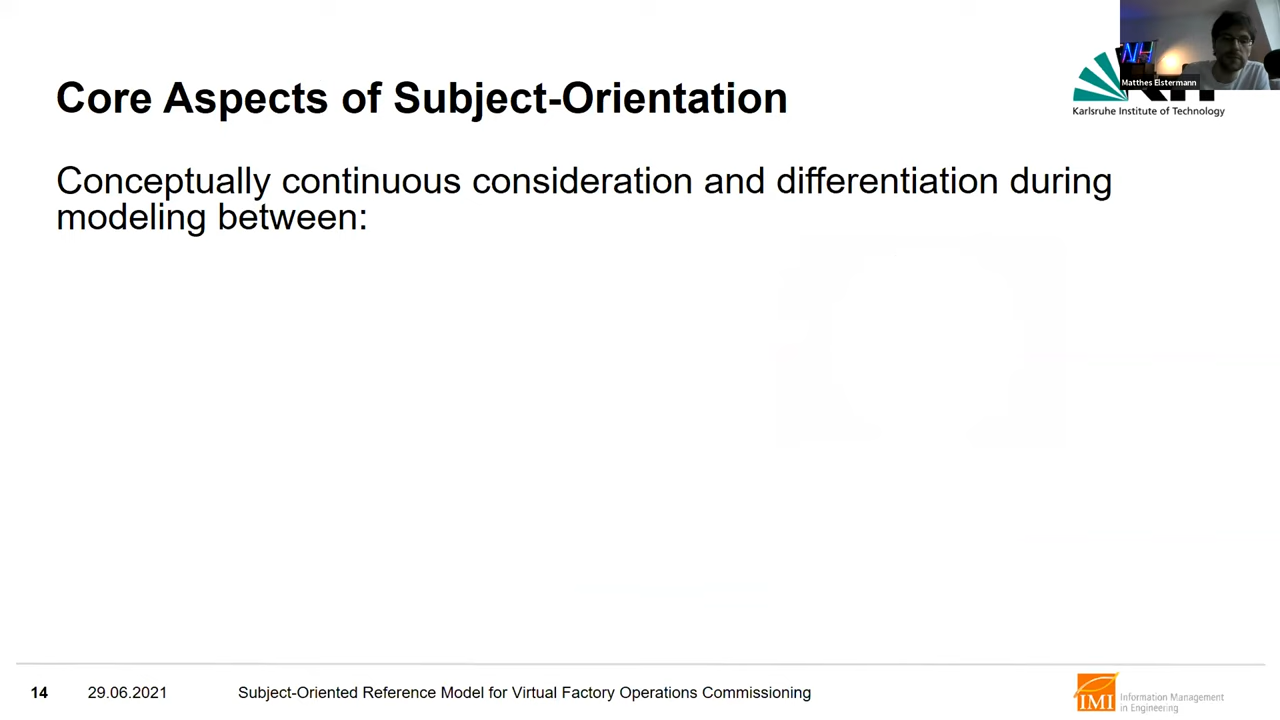 NH
Matthes Elstermann
Karlsruhe Institute of Technology
Core Aspects of Subject-Orientation
Conceptually continuous consideration and differentiation during
modeling between:
14 29.06.2021 Subject-Oriented Reference Model for Virtual Factory Operations Commissioning
IMI Information Management
in Engineering